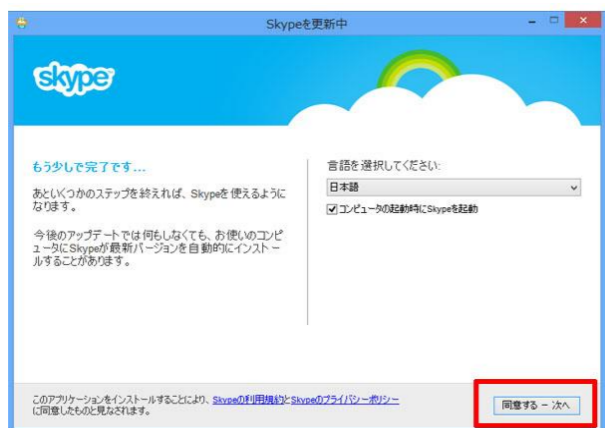 Skypeを更新中
skype
もう少しで完了です...
あといくつかのステップを終えれば、Skypeを使えるように
なります。
今後のアップデートでは何もしなくても、お使いのコンピ
ュータにSkypeが最新バージョンを自動的にインストー
ルすることがあります。
言語を選択してください:
日本語
コンピュータの起動時にSkypeを起動
このアプリケーションをインストールすることにより、Skypeの利用規約とSkypeのプライバシーポリシー
に同意したものと見なされます。
同意する - 次へ